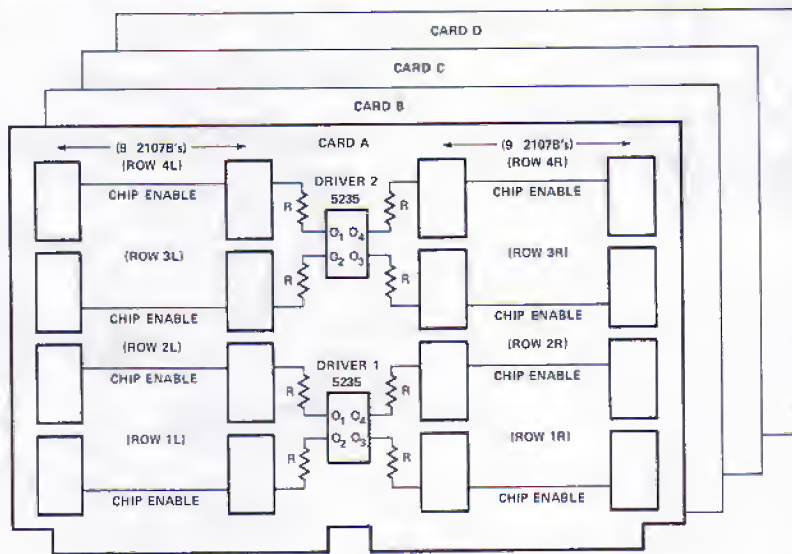 CARD D
CARD C
CARD B
CARD A
(9 2107B's) (9 2107B's)
(ROW 4L) (ROW 4R)
DRIVER 2
5235
CHIP ENABLE R R CHIP ENABLE
O1 O4
(ROW 3L) O2 O3 (ROW 3R)
R R
CHIP ENABLE CHIP ENABLE
(ROW 2L) (ROW 2R)
DRIVER 1
CHIP ENABLE 5235 CHIP ENABLE
R R
O1 O4
(ROW 1L) O2 O3 (ROW 1R)
R R
CHIP ENABLE CHIP ENABLE